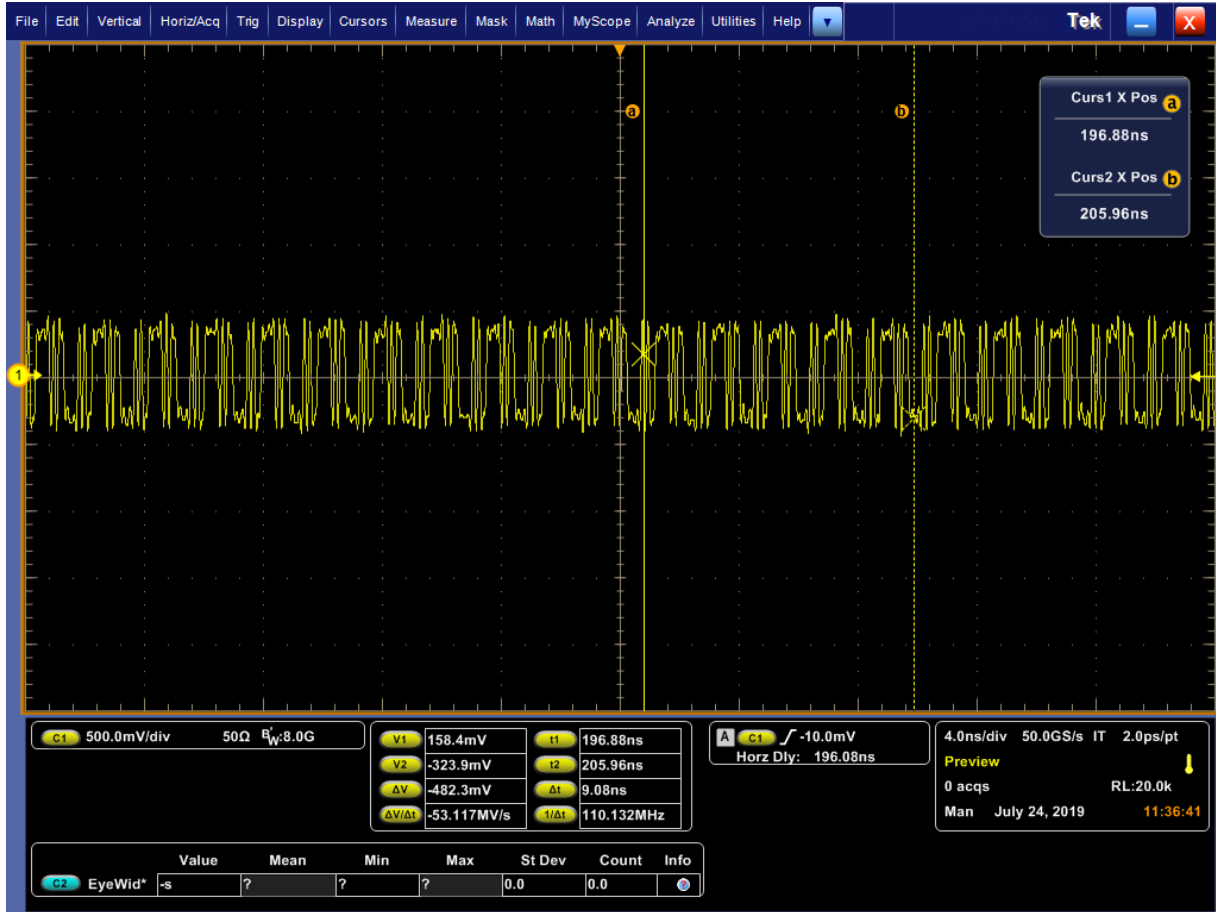 File Edit Vertical Horiz/Acq Trig Display Cursors Measure Mask Math MyScope Analyze Utilities Help Tek X
a b
Curs1 X Pos a
196.88ns
Curs2 X Pos b
205.96ns
1
C1 500.0mV/div 50Ω BW:8.0G
V1 158.4mV t1 196.88ns
V2 -323.9mV t2 205.96ns
ΔV -482.3mV Δt 9.08ns
ΔV/Δt -53.117MV/s 1/Δt 110.132MHz
A C1 -10.0mV
Horz Dly: 196.08ns
4.0ns/div 50.0GS/s IT 2.0ps/pt
Preview
0 acqs RL:20.0k
Man July 24, 2019 11:36:41
Value Mean Min Max St Dev Count Info
C2 EyeWid* -s ? ? ? 0.0 0.0 ?